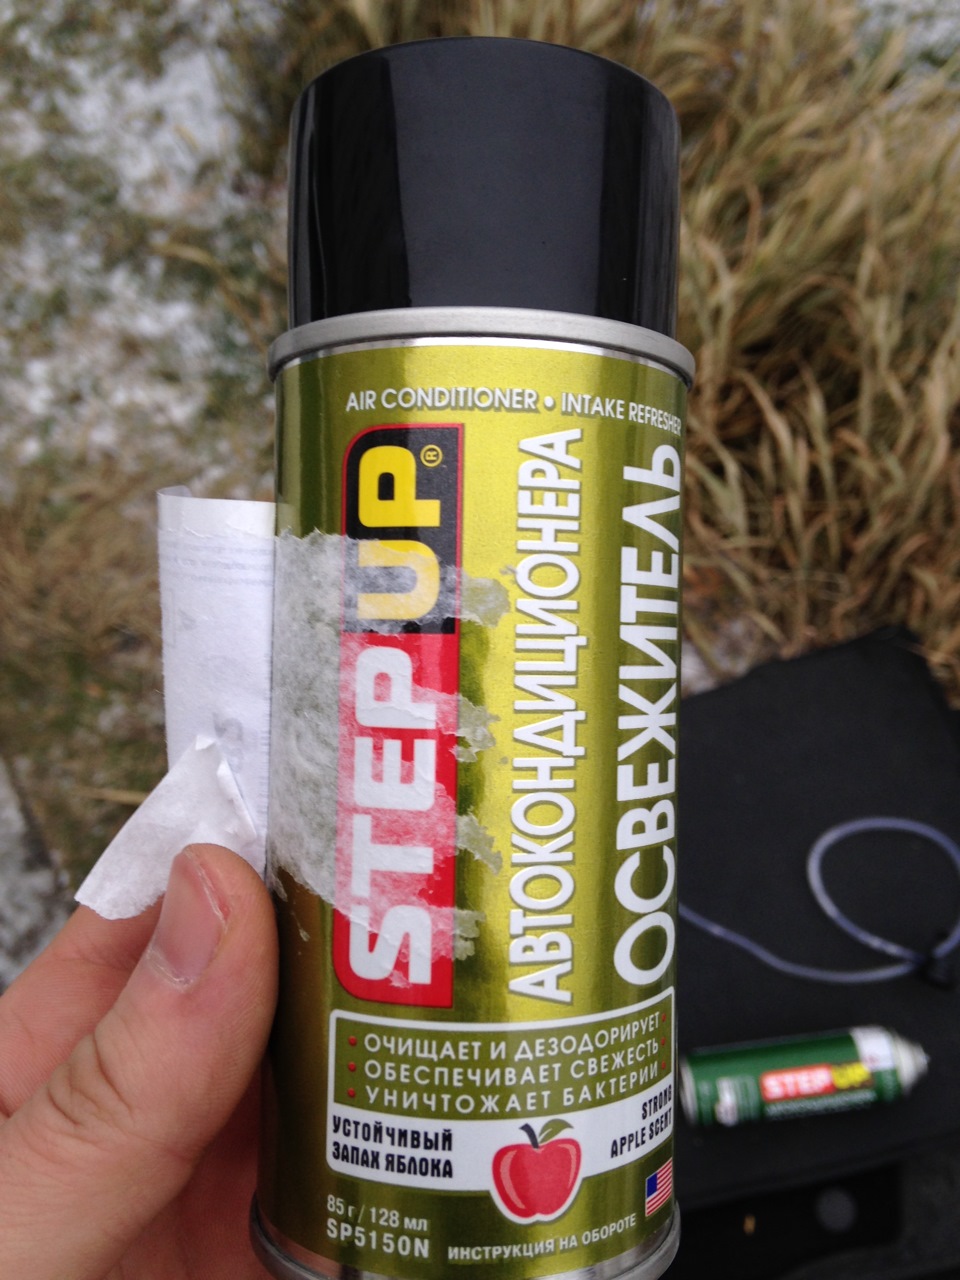 AIR CONDITIONER • INTAKE REFRESHER
STEP UP®
АВТОКОНДИЦИОНЕРА
ОСВЕЖИТЕЛЬ
• ОЧИЩАЕТ И ДЕЗОДОРИРУЕТ •
• ОБЕСПЕЧИВАЕТ СВЕЖЕСТЬ •
• УНИЧТОЖАЕТ БАКТЕРИИ •
УСТОЙЧИВЫЙ
ЗАПАХ ЯБЛОКА
STRONG
APPLE SCENT
85 г / 128 мл
SP5150N
ИНСТРУКЦИЯ НА ОБОРОТЕ
STEP UP